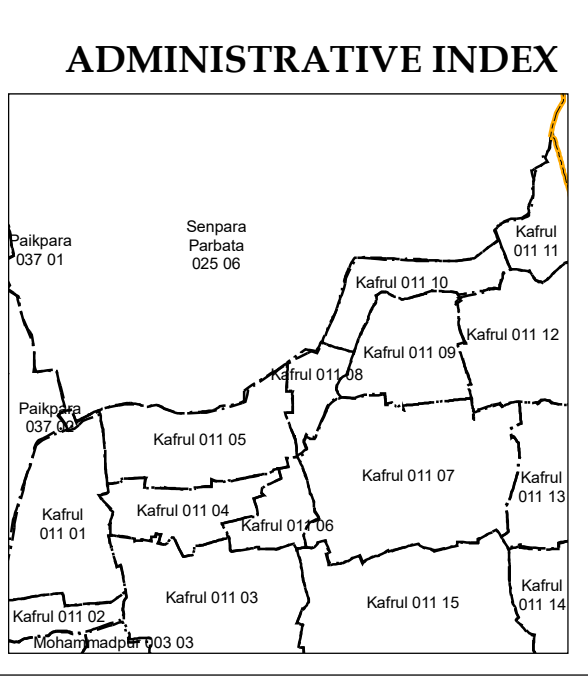 ADMINISTRATIVE INDEX
Senpara
Parbata
025 06
Paikpara
037 01
Kafrul
011 11
Kafrul 011 10
Kafrul 011 12
Kafrul 011 09
Kafrul 011 08
Paikpara
037 02
Kafrul 011 05
Kafrul 011 07
Kafrul
011 13
Kafrul 011 04
Kafrul
011 01
Kafrul 011 06
Kafrul 011 03
Kafrul 011 15
Kafrul
011 14
Kafrul 011 02
Mohammadpur 003 03